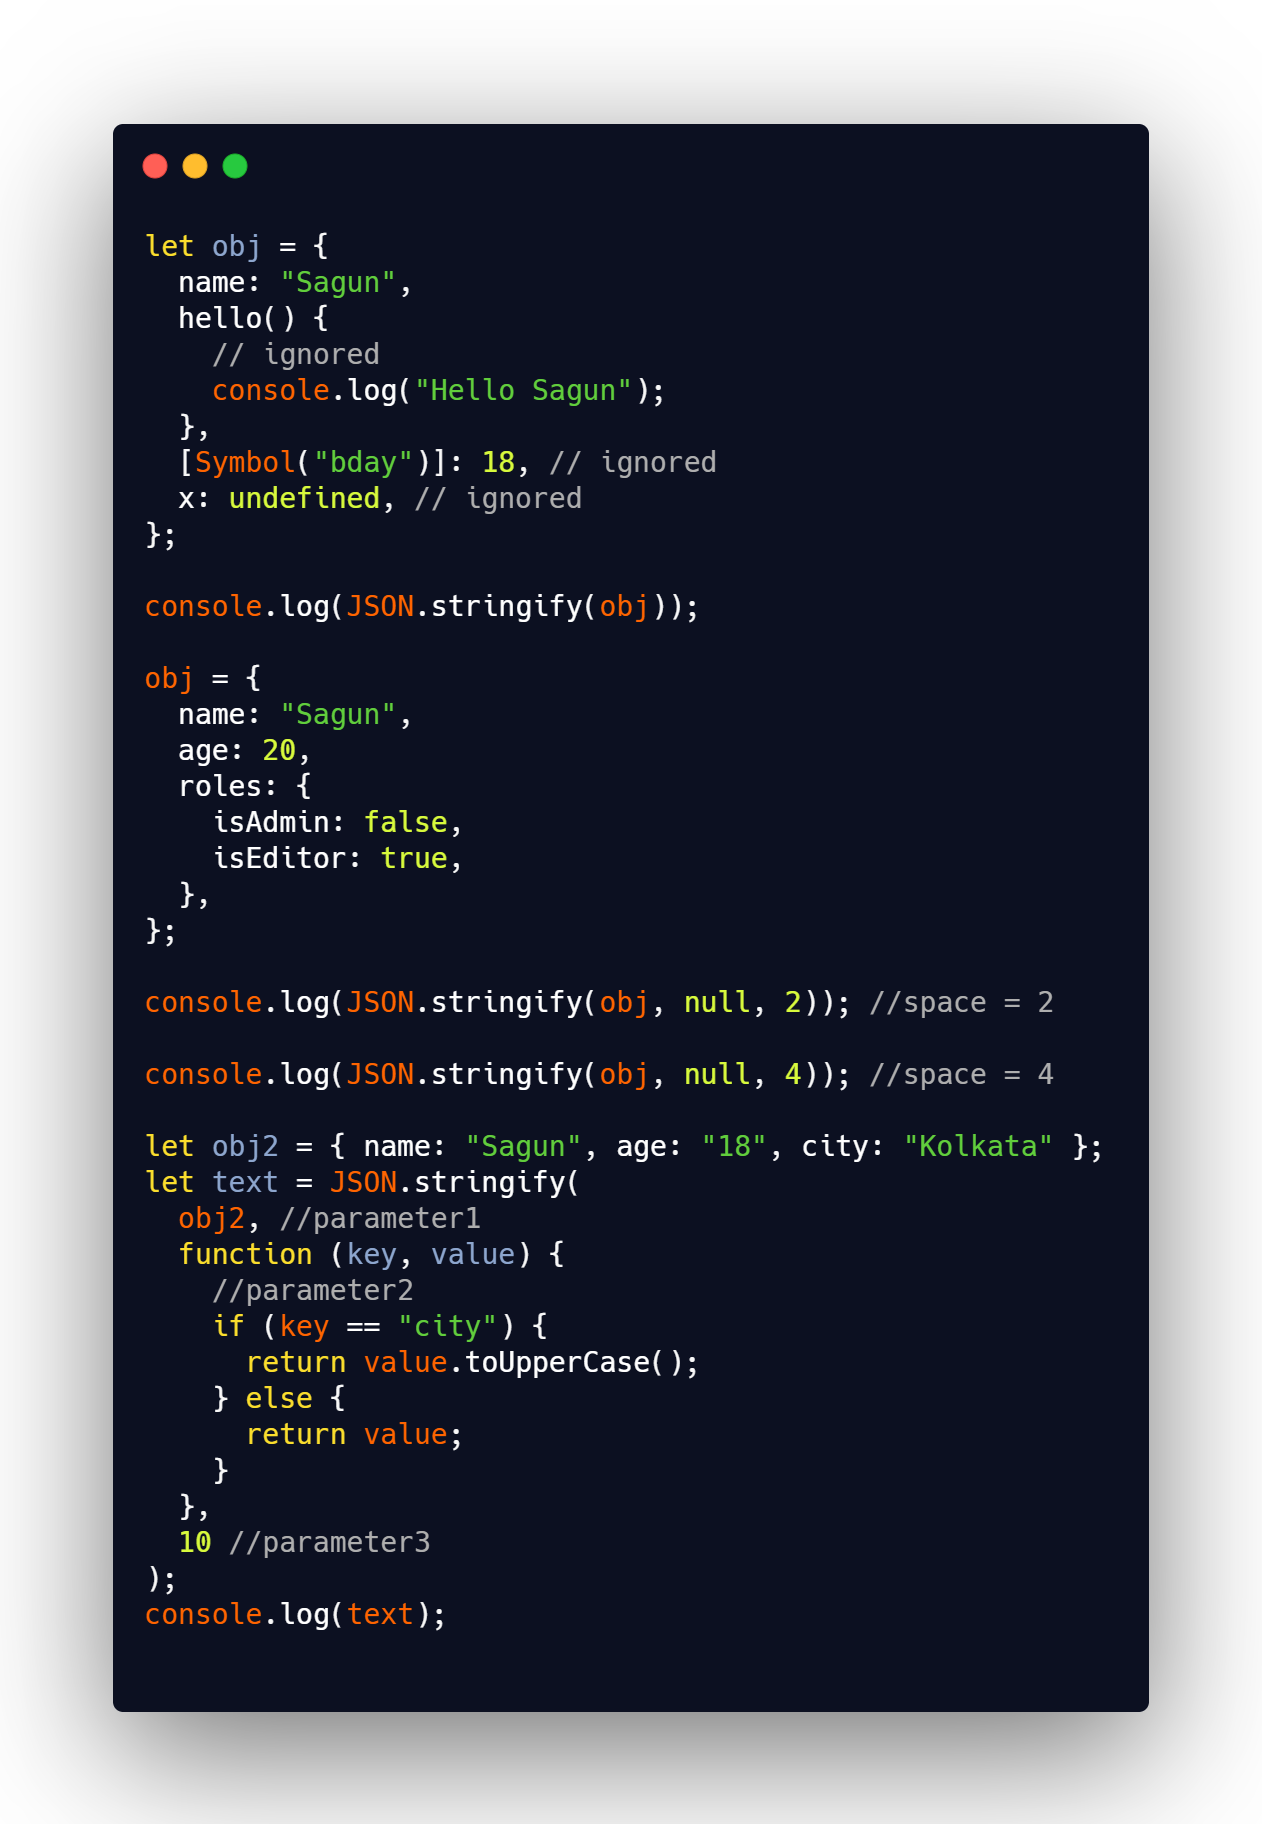 let obj = {
  name: "Sagun",
  hello() {
    // ignored
    console.log("Hello Sagun");
  },
  [Symbol("bday")]: 18, // ignored
  x: undefined, // ignored
};

console.log(JSON.stringify(obj));

obj = {
  name: "Sagun",
  age: 20,
  roles: {
    isAdmin: false,
    isEditor: true,
  },
};

console.log(JSON.stringify(obj, null, 2)); //space = 2

console.log(JSON.stringify(obj, null, 4)); //space = 4

let obj2 = { name: "Sagun", age: "18", city: "Kolkata" };
let text = JSON.stringify(
  obj2, //parameter1
  function (key, value) {
    //parameter2
    if (key == "city") {
      return value.toUpperCase();
    } else {
      return value;
    }
  },
  10 //parameter3
);
console.log(text);